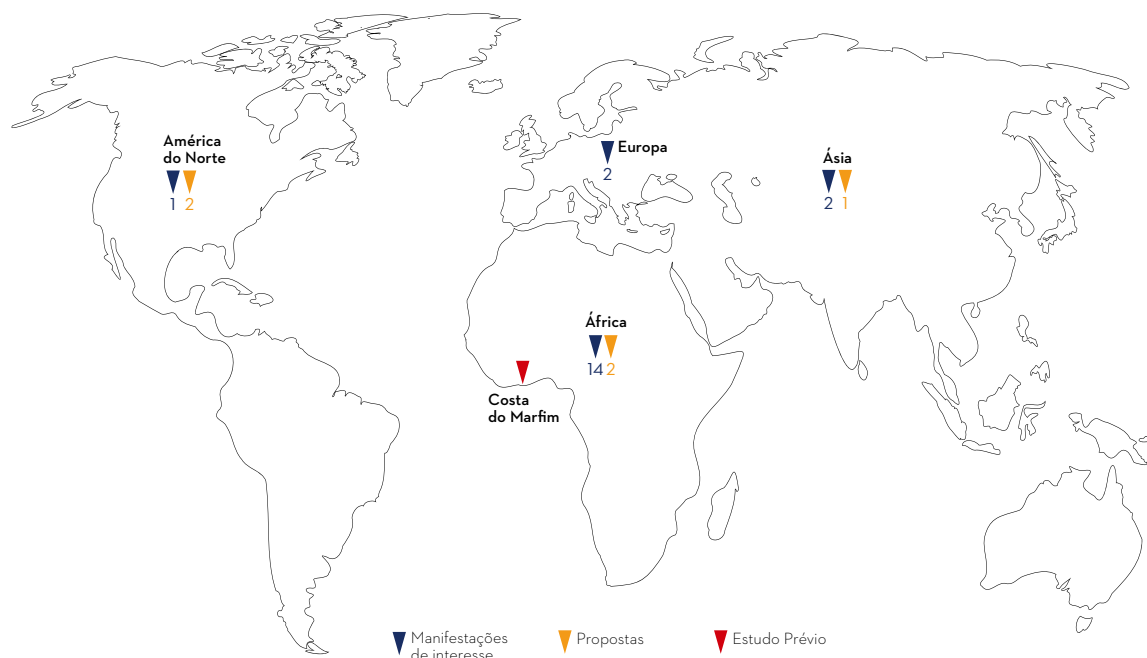 América
do Norte
1 2
Europa
2
Ásia
2 1
África
14 2
Costa
do Marfim
Manifestações
de interesse
Propostas
Estudo Prévio